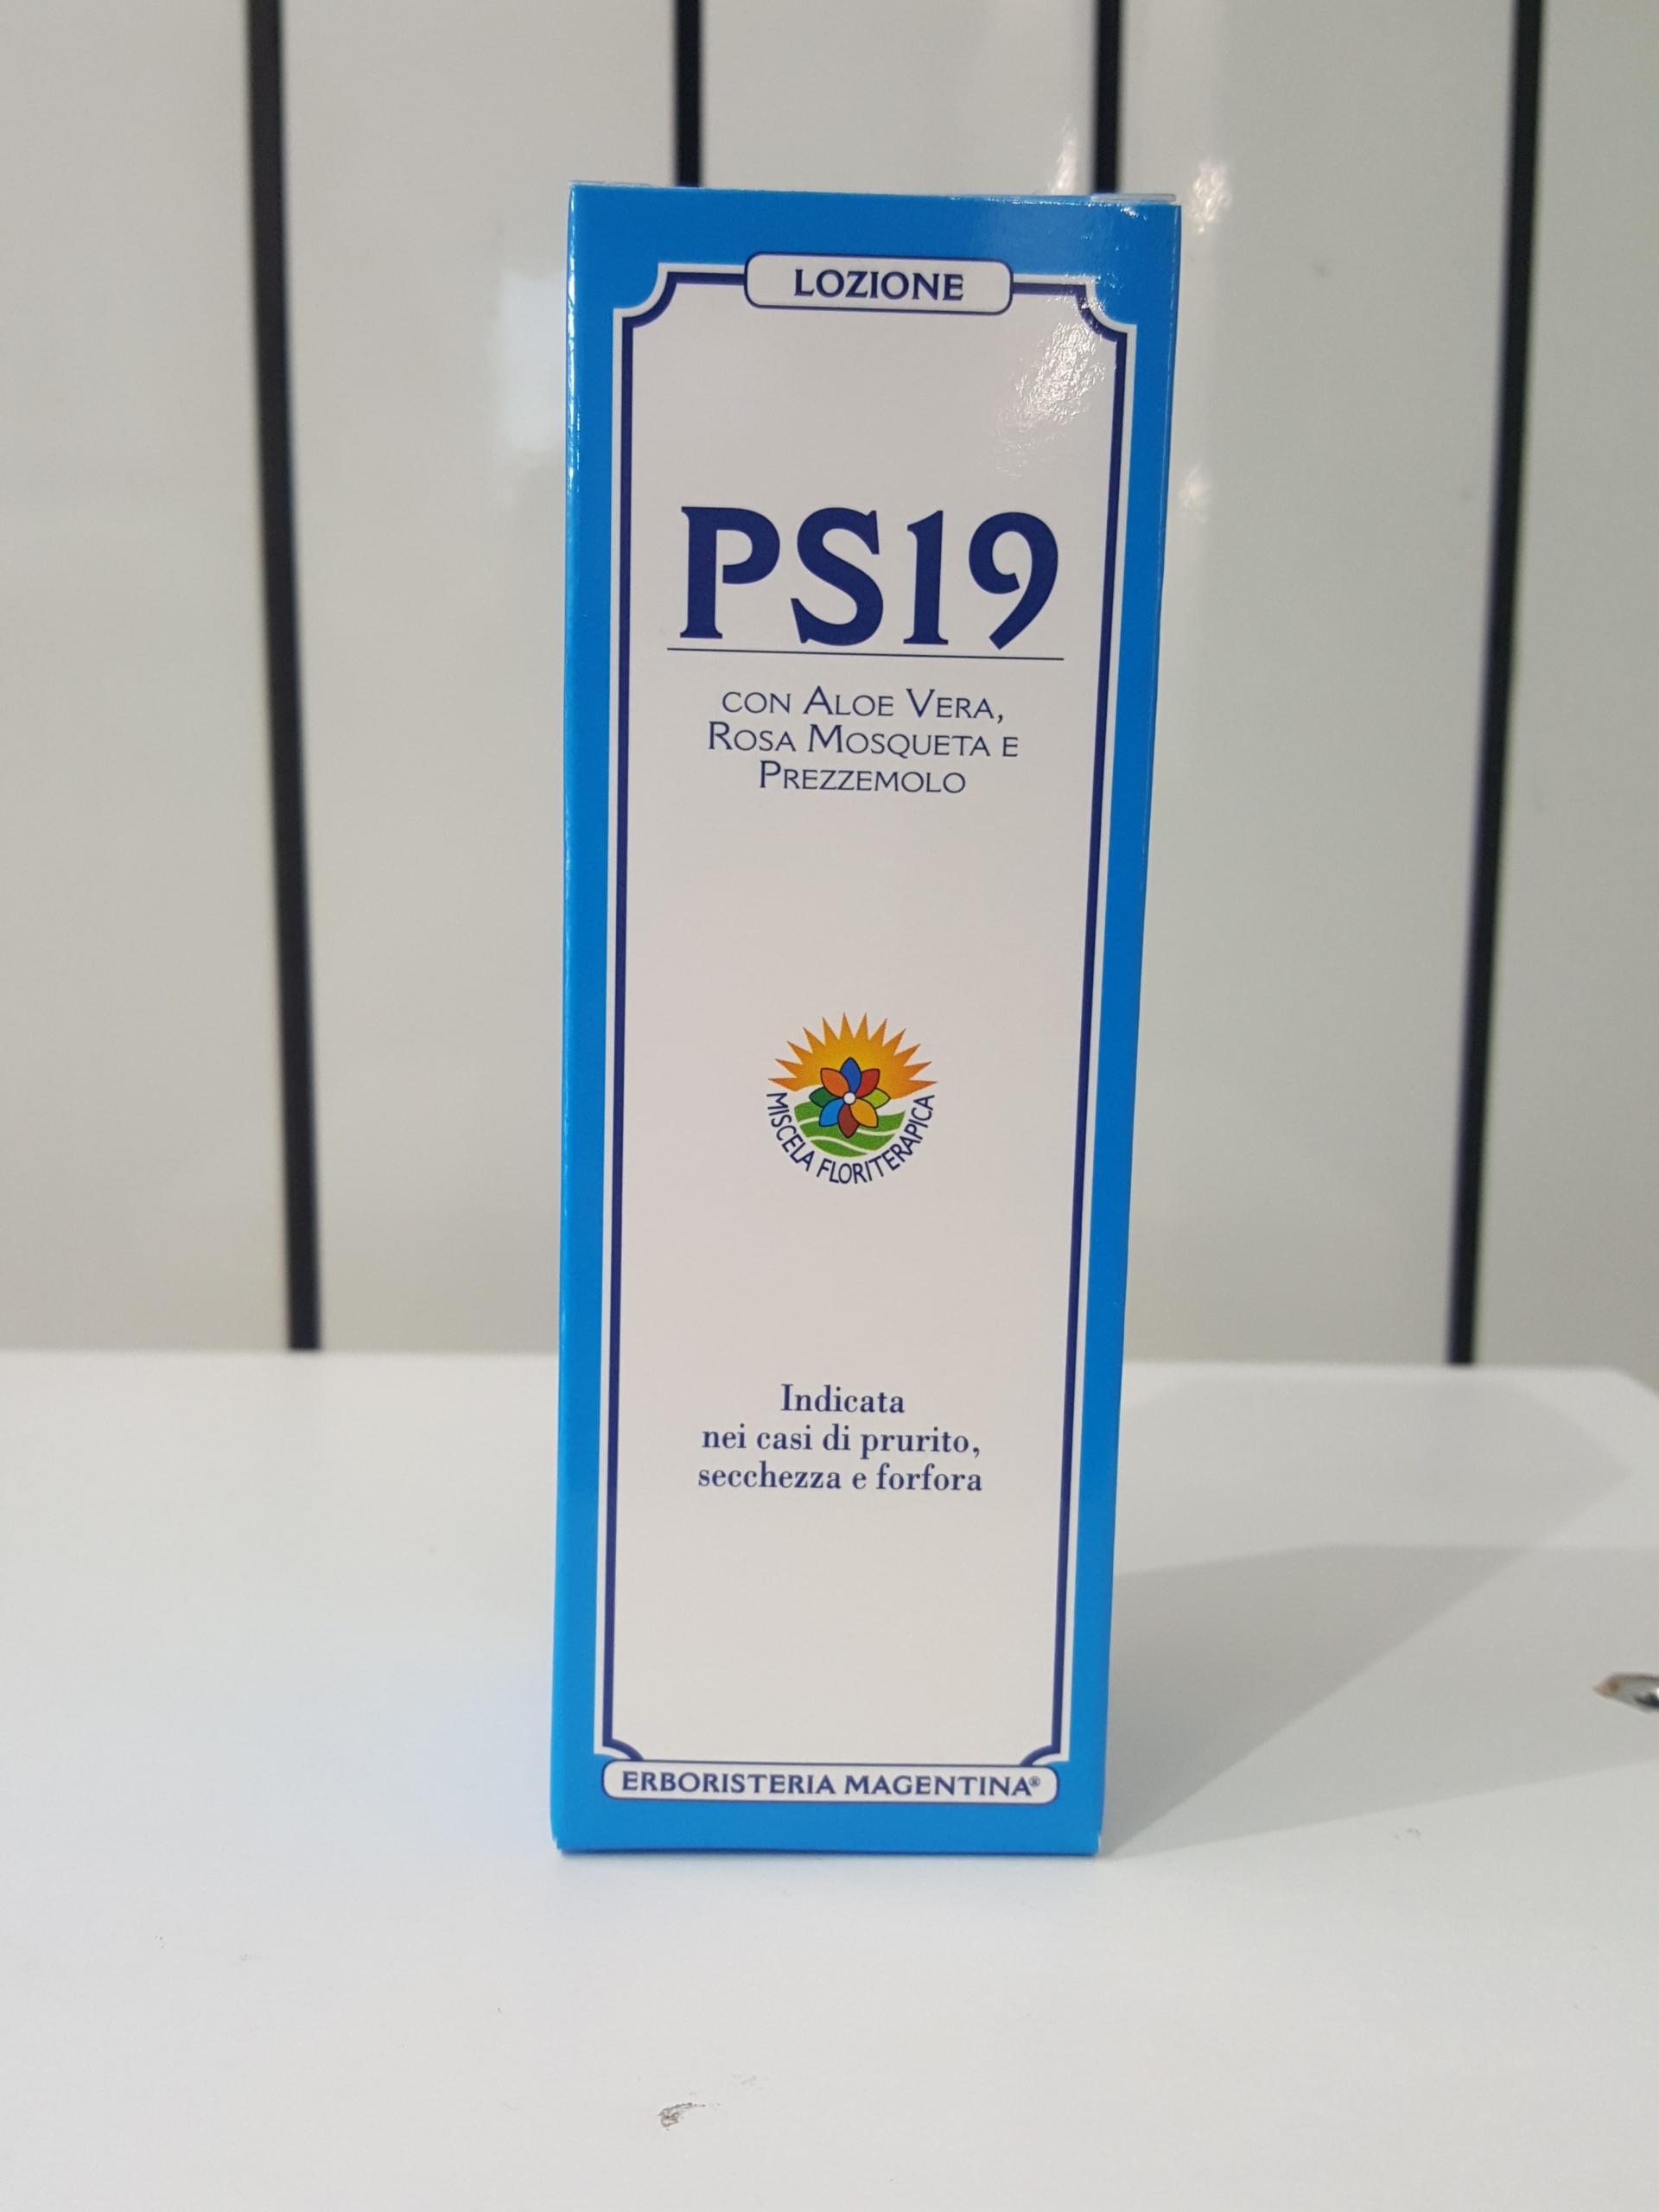 LOZIONE
PS19
CON ALOE VERA,
ROSA MOSQUETA E
PREZZEMOLO
MISCELA FLORITERAPICA
Indicata
nei casi di prurito,
secchezza e forfora
ERBORISTERIA MAGENTINA®